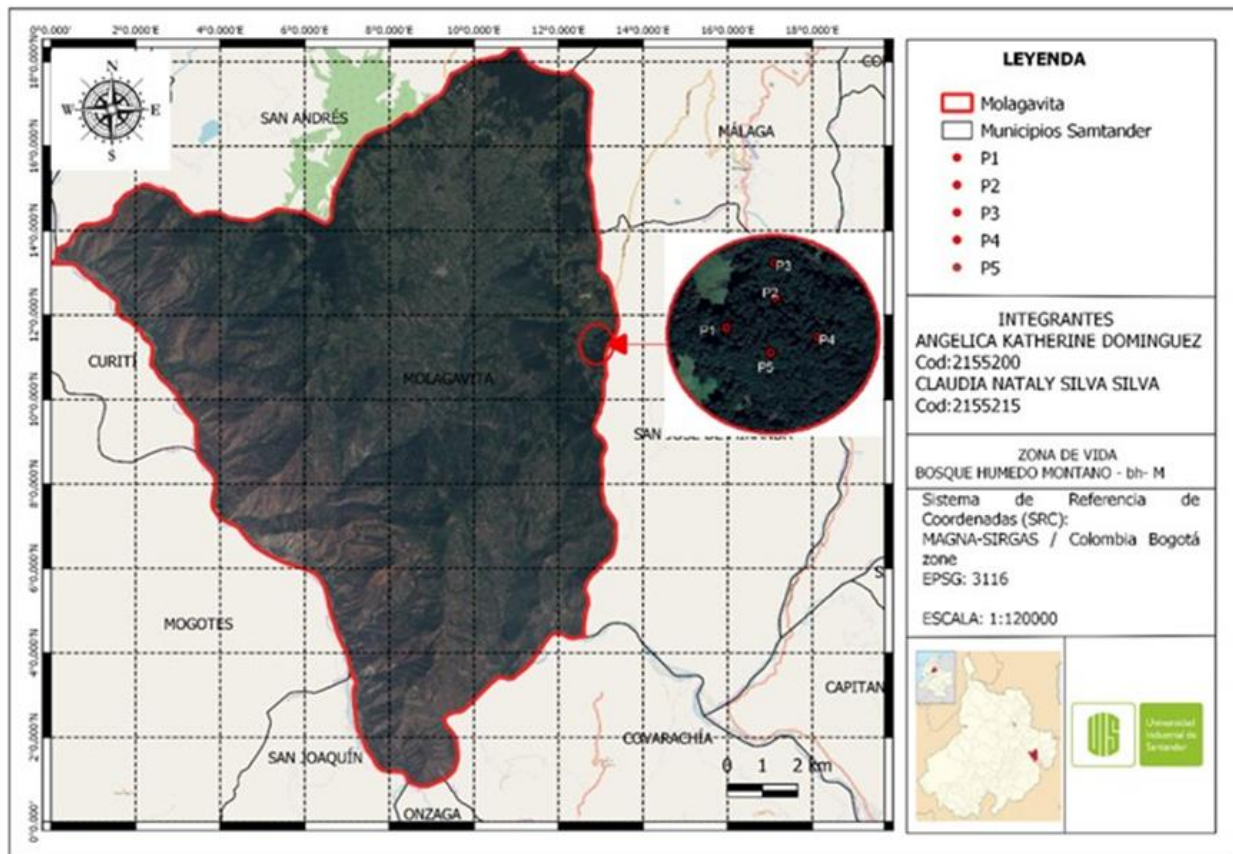 0'0.000'
2°0.000'E
4°0.000'E
6°0.000'E
8°0.000'E
10°0.000'E
12°0.000'E
14°0.000'E
16°0.000'E
18°0.000'E
18°0.000'N
16°0.000'N
14°0.000'N
12°0.000'N
10°0.000'N
8°0.000'N
6°0.000'N
4°0.000'N
2°0.000'N
0°0.000'
N
W
E
S
SAN ANDRÉS
MÁLAGA
CO
CURITÍ
MOLAGAVITA
P3
P2
P1
P4
P5
MOGOTES
SAN JOAQUÍN
ONZAGA
COVARACHÍA
CAPITAN
S
0 1 2 km
LEYENDA
Molagavita
Municipios Samtander
P1
P2
P3
P4
P5
INTEGRANTES
ANGELICA KATHERINE DOMINGUEZ
Cod:2155200
CLAUDIA NATALY SILVA SILVA
Cod:2155215
ZONA DE VIDA
BOSQUE HUMEDO MONTANO - bh- M
Sistema de Referencia de
Coordenadas (SRC):
MAGNA-SIRGAS / Colombia Bogotá
zone
EPSG: 3116
ESCALA: 1:120000
UIS
Universidad
Industrial de
Santander